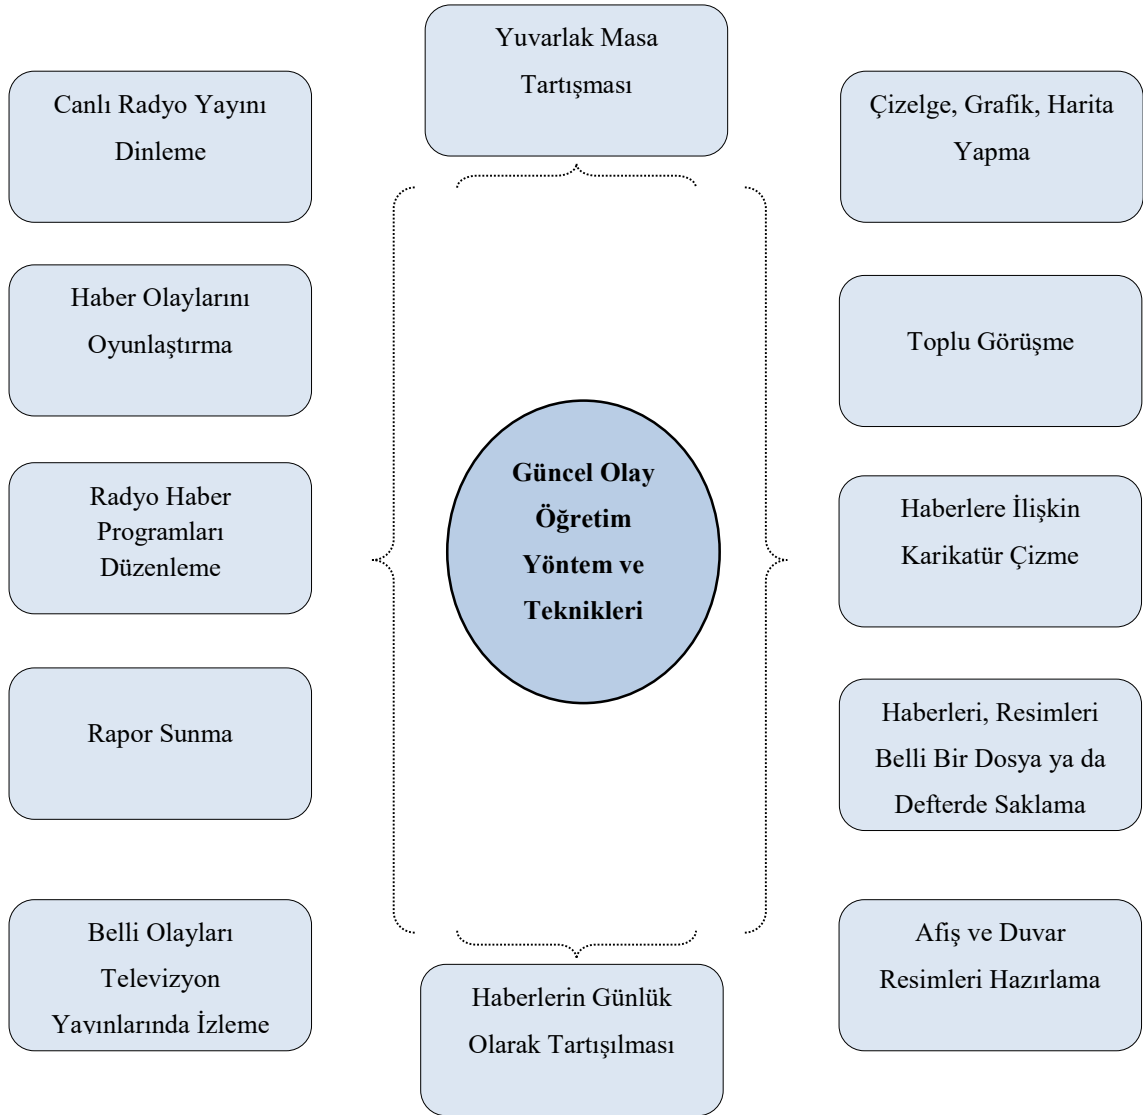 Yuvarlak Masa
Tartışması
Canlı Radyo Yayını
Dinleme
Çizelge, Grafik, Harita
Yapma
Haber Olaylarını
Oyunlaştırma
Toplu Görüşme
Güncel Olay
Öğretim
Yöntem ve
Teknikleri
Radyo Haber
Programları
Düzenleme
Haberlere İlişkin
Karikatür Çizme
Rapor Sunma
Haberleri, Resimleri
Belli Bir Dosya ya da
Defterde Saklama
Belli Olayları
Televizyon
Yayınlarında İzleme
Haberlerin Günlük
Olarak Tartışılması
Afiş ve Duvar
Resimleri Hazırlama